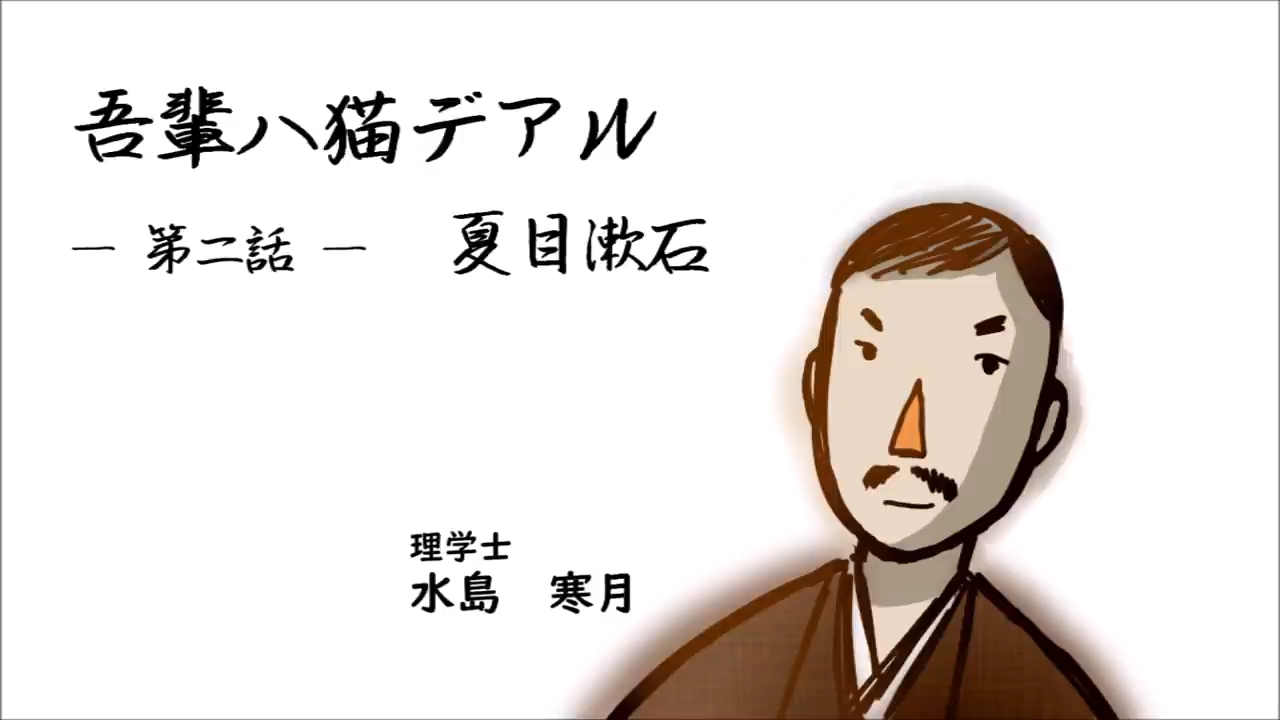 吾輩ハ猫デアル
― 第二話 ― 夏目漱石
理学士
水島 寒月